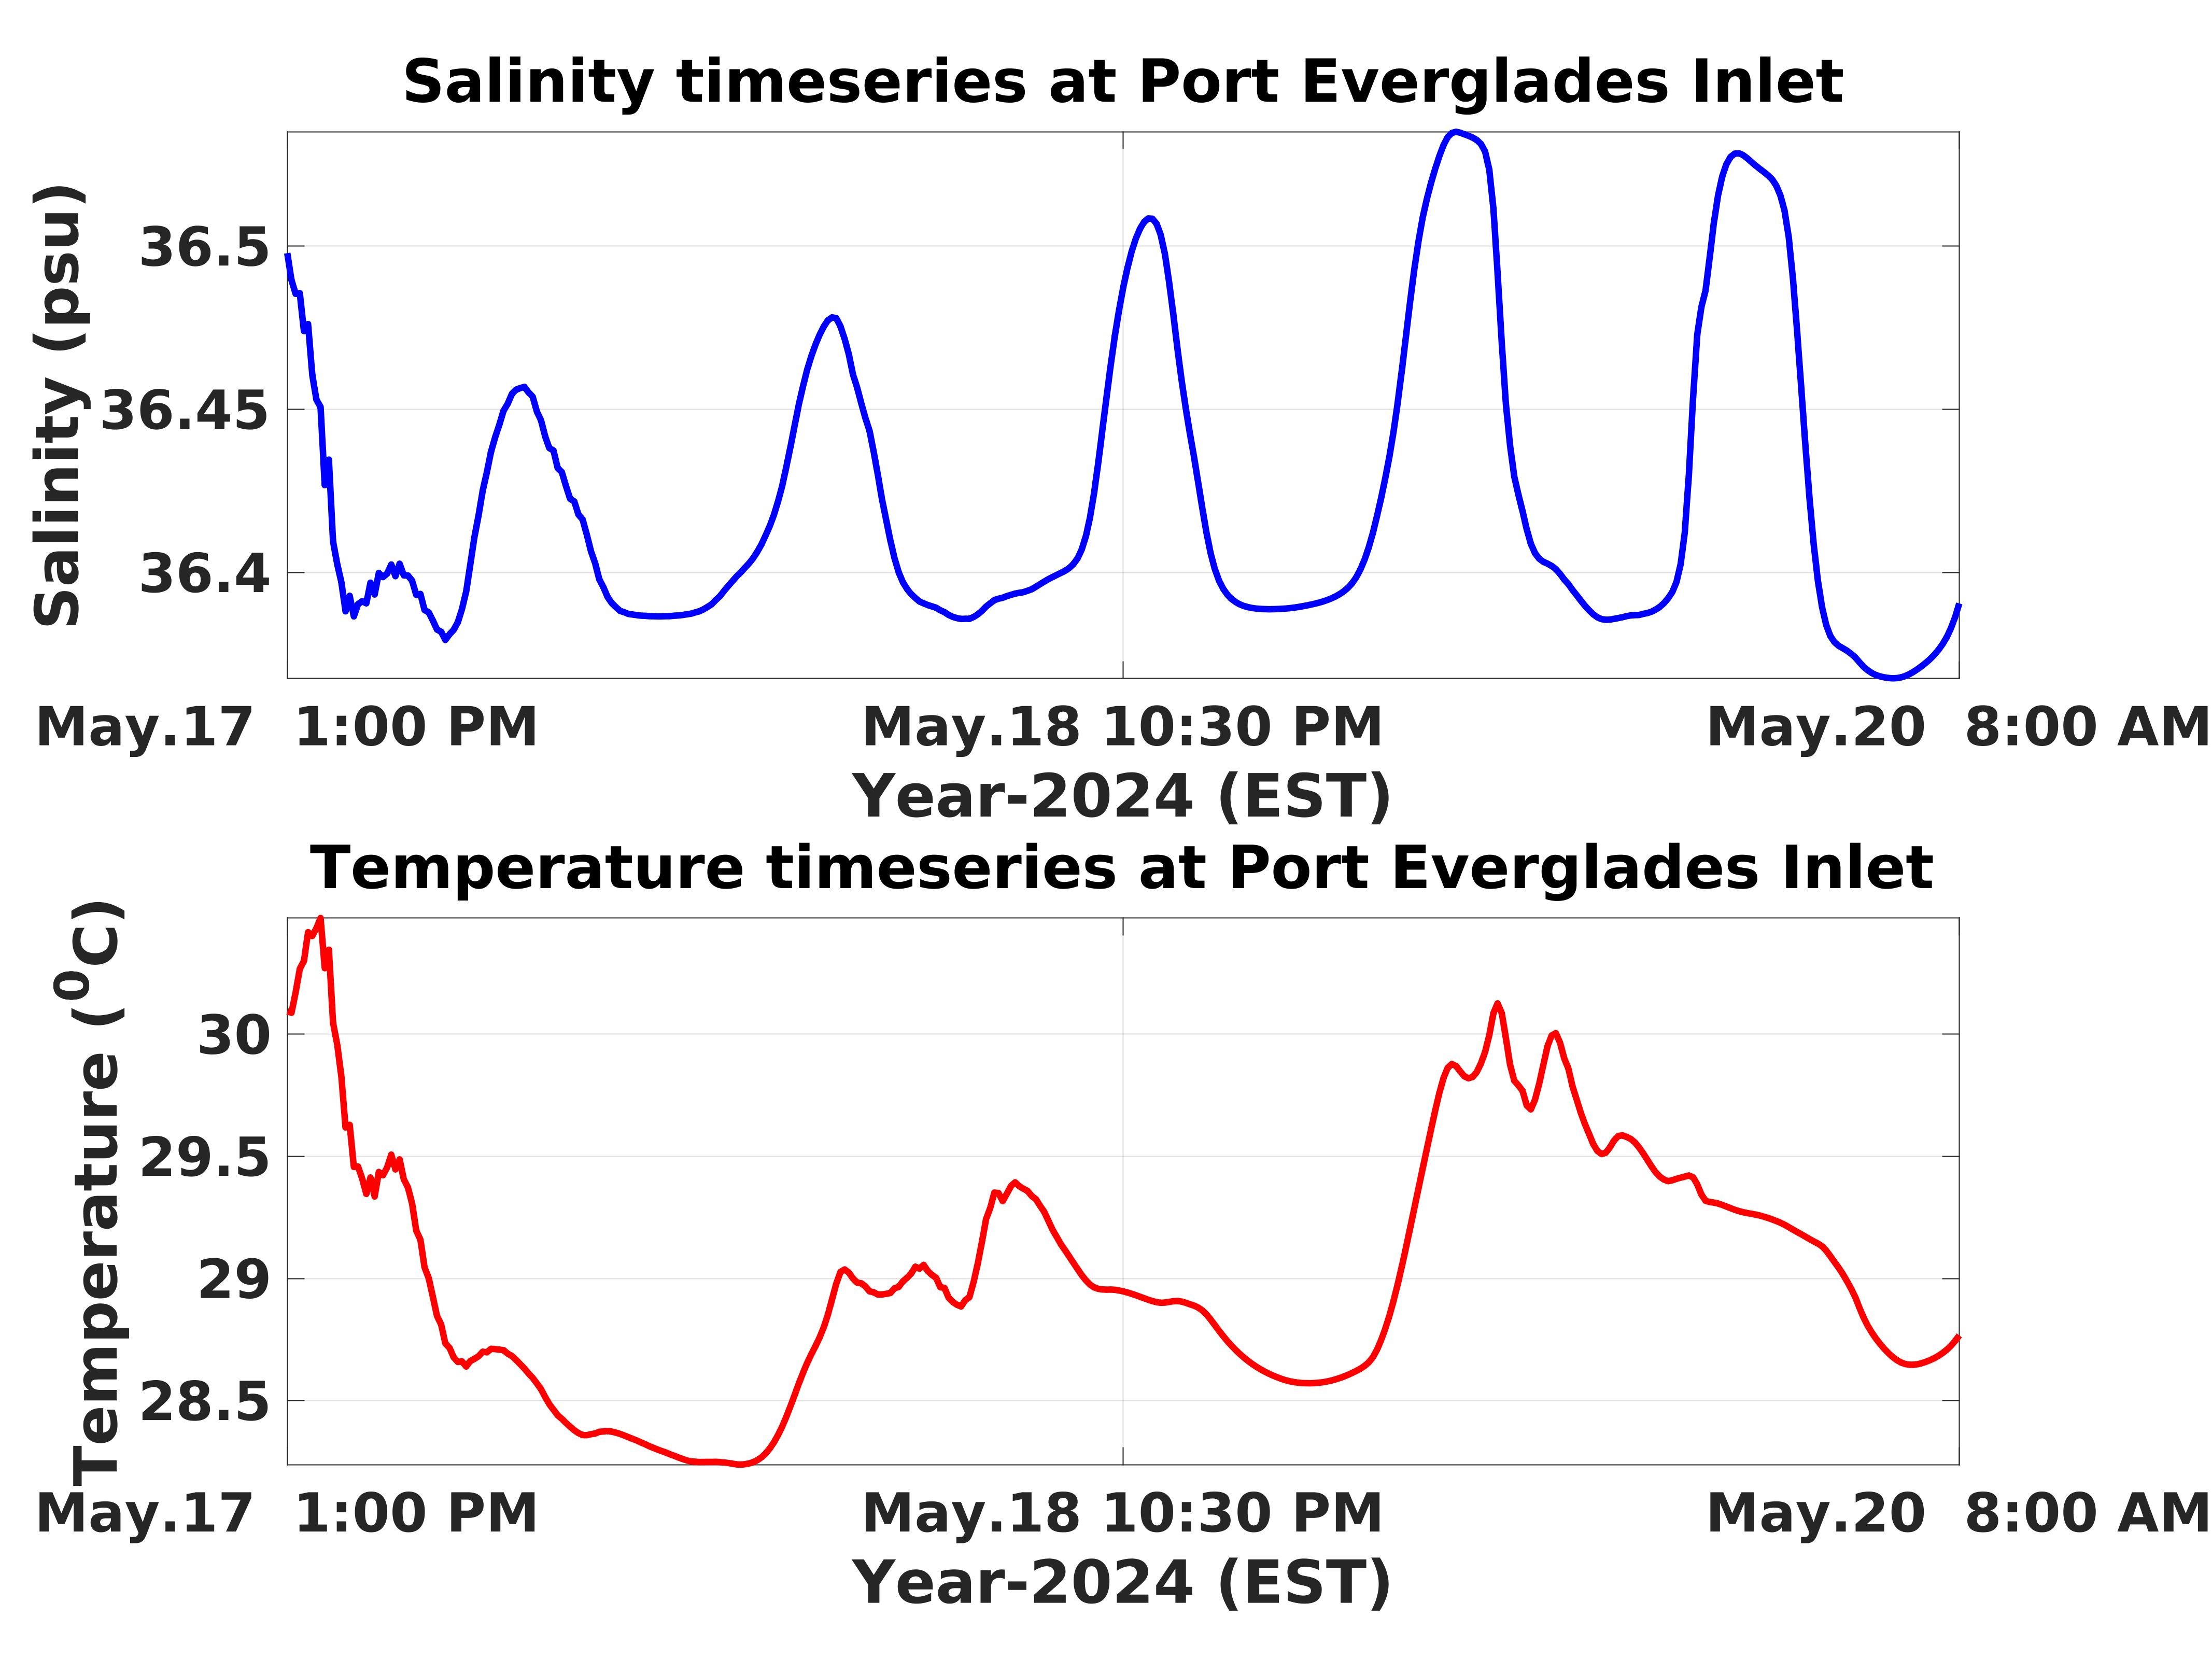 Salinity timeseries at Port Everglades Inlet
Salinity (psu)
36.5
36.45
36.4
May.17 1:00 PM
May.18 10:30 PM
May.20 8:00 AM
Year-2024 (EST)
Temperature timeseries at Port Everglades Inlet
Temperature (⁰C)
30
29.5
29
28.5
May.17 1:00 PM
May.18 10:30 PM
May.20 8:00 AM
Year-2024 (EST)